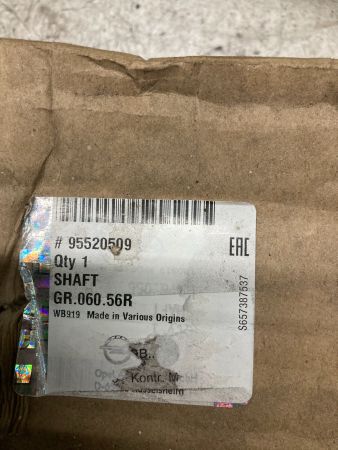 # 95520509
Qty 1
SHAFT
GR.060.56R
WB919 Made in Various Origins
EAC
S657387537
Kontr. M